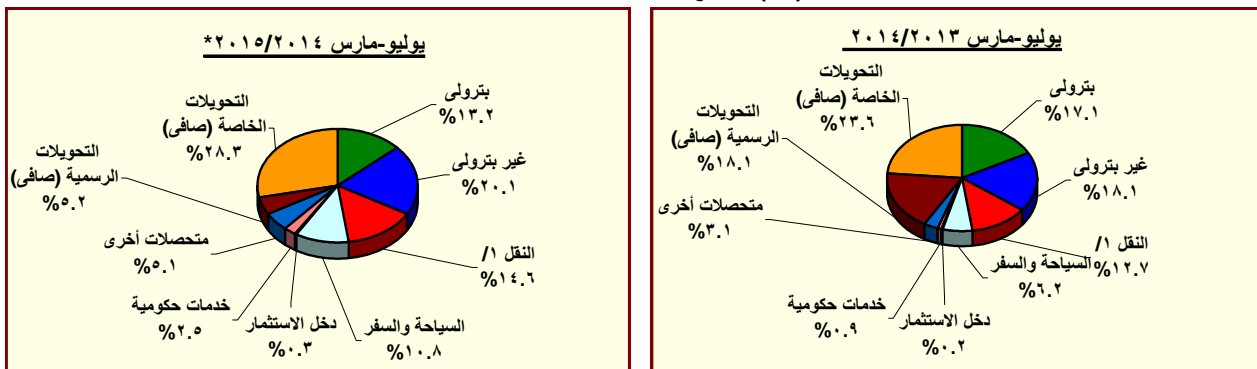 يوليو-مارس ٢٠١٤/٢٠١٣
بترولى
%١٧.١
غير بترولى
%١٨.١
النقل ١/
%١٢.٧
السياحة والسفر
%٦.٢
دخل الاستثمار
%٠.٢
خدمات حكومية
%٠.٩
متحصلات أخرى
%٣.١
التحويلات
الرسمية (صافى)
%١٨.١
التحويلات
الخاصة (صافى)
%٢٣.٦
يوليو-مارس ٢٠١٥/٢٠١٤*
بترولى
%١٣.٢
غير بترولى
%٢٠.١
النقل ١/
%١٤.٦
السياحة والسفر
%١٠.٨
دخل الاستثمار
%٠.٣
خدمات حكومية
%٢.٥
متحصلات أخرى
%٥.١
التحويلات
الرسمية (صافى)
%٥.٢
التحويلات
الخاصة (صافى)
%٢٨.٣